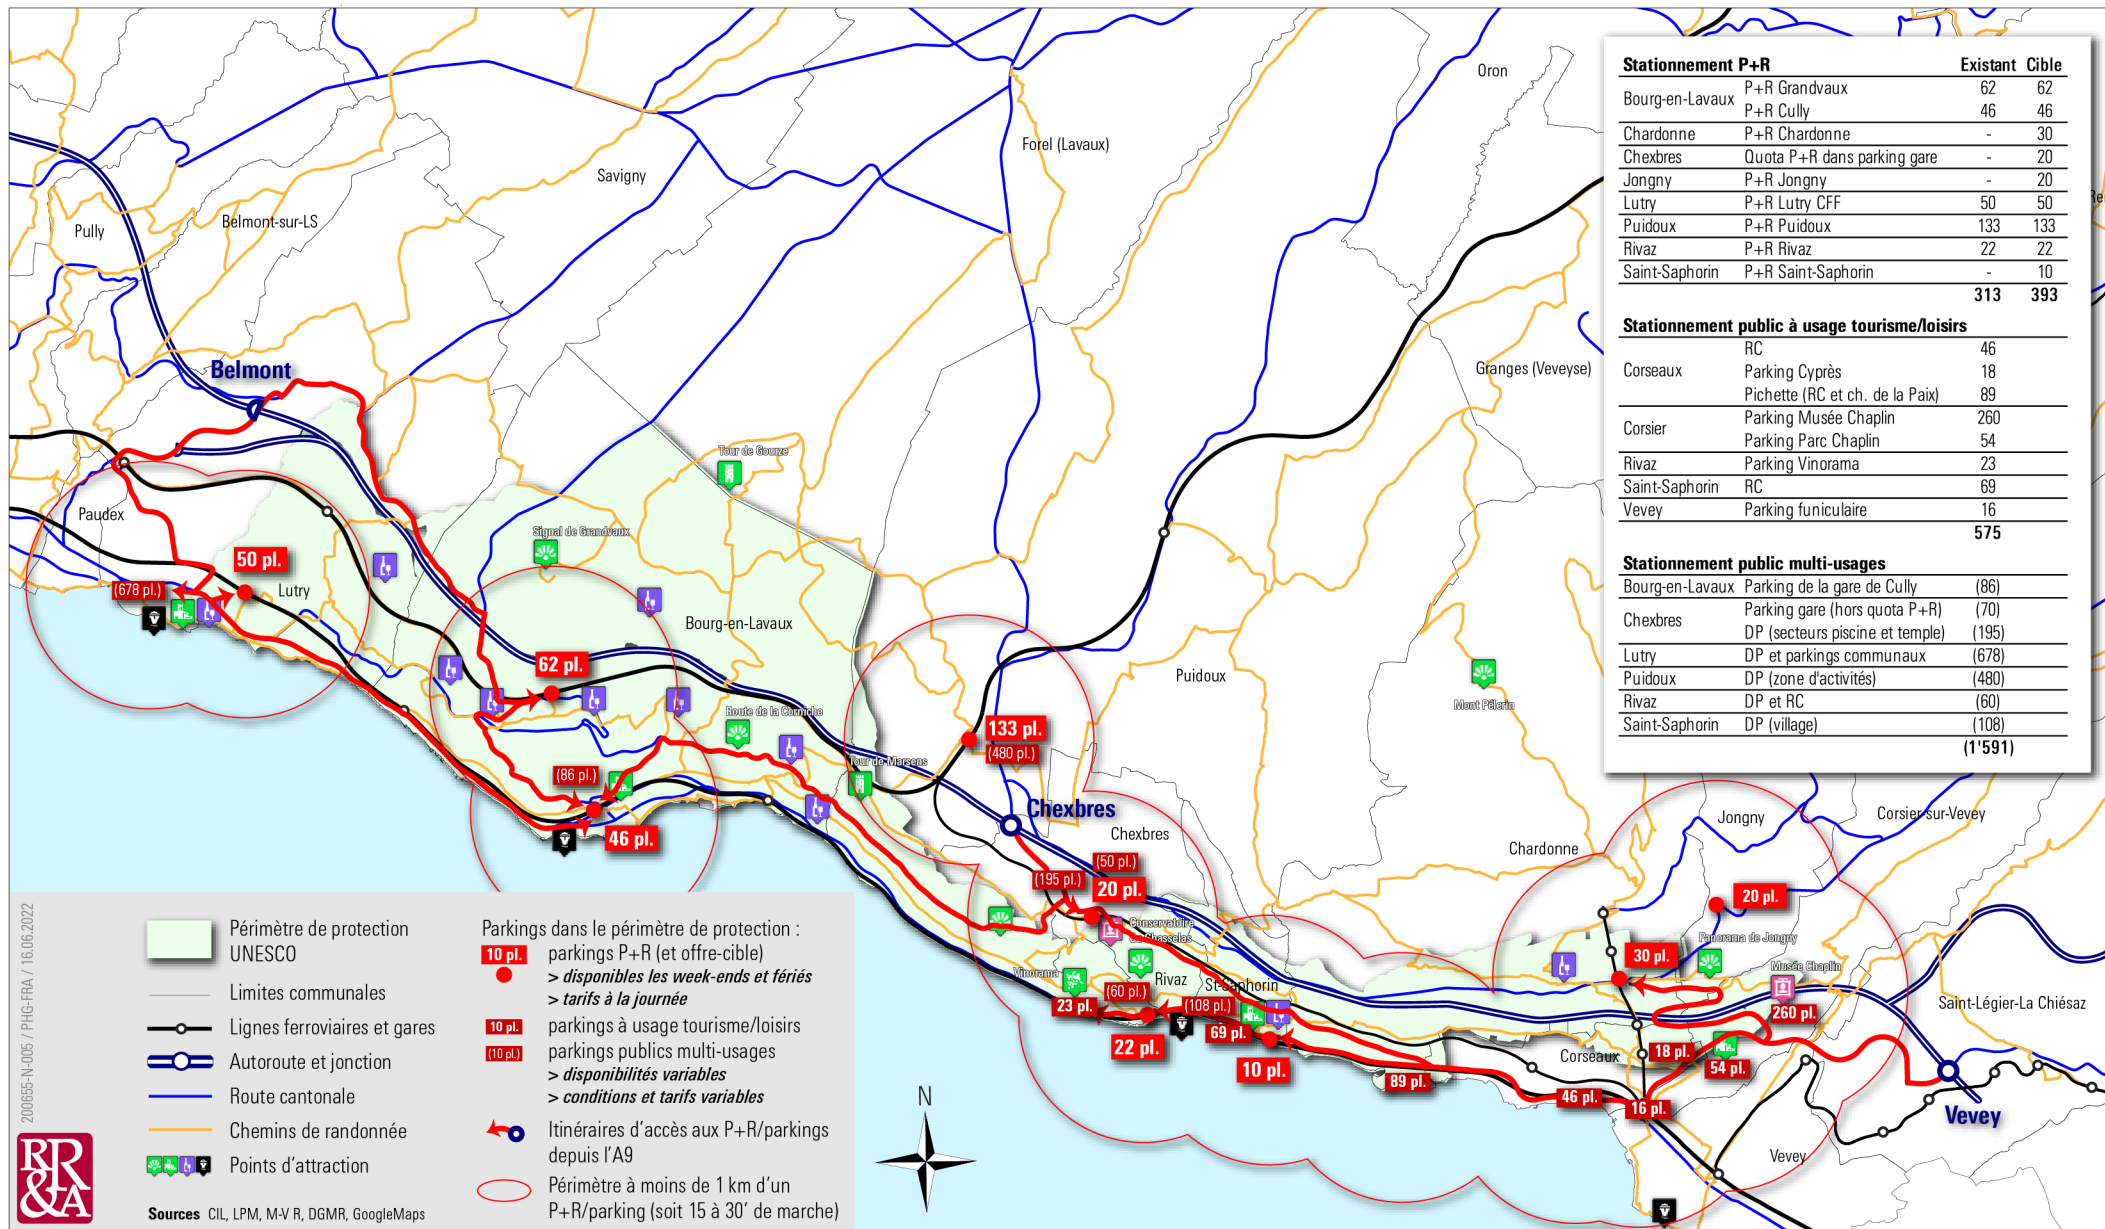 Oron
Forel (Lavaux)
Savigny
Belmont-sur-LS
Pully
Granges (Veveyse)
Belmont
Tour de Gourze
Paudex
Signal de Grandvaux
50 pl.
(678 pl.)
Lutry
Bourg-en-Lavaux
62 pl.
Puidoux
Mont Pélerin
Route de la Corniche
133 pl.
(480 pl.)
Tour de Marsens
(86 pl.)
46 pl.
Chexbres
Chexbres
Jongny
Corsier-sur-Vevey
Chardonne
(50 pl.)
(195 pl.)
20 pl.
20 pl.
Conservatoire
de Chasselas
Panorama de Jongny
30 pl.
Musée Chaplin
Vinorama
Rivaz
St-Saphorin
(60 pl.)
(108 pl.)
23 pl.
260 pl.
Saint-Légier-La Chiésaz
69 pl.
22 pl.
10 pl.
Corseaux
18 pl.
54 pl.
89 pl.
46 pl.
16 pl.
Vevey
Vevey
Stationnement P+R Existant Cible
Bourg-en-Lavaux P+R Grandvaux 62 62
P+R Cully 46 46
Chardonne P+R Chardonne - 30
Chexbres Quota P+R dans parking gare - 20
Jongny P+R Jongny - 20
Lutry P+R Lutry CFF 50 50
Puidoux P+R Puidoux 133 133
Rivaz P+R Rivaz 22 22
Saint-Saphorin P+R Saint-Saphorin - 10
313 393
Stationnement public à usage tourisme/loisirs
Corseaux RC 46
Parking Cyprès 18
Pichette (RC et ch. de la Paix) 89
Corsier Parking Musée Chaplin 260
Parking Parc Chaplin 54
Rivaz Parking Vinorama 23
Saint-Saphorin RC 69
Vevey Parking funiculaire 16
575
Stationnement public multi-usages
Bourg-en-Lavaux Parking de la gare de Cully (86)
Chexbres Parking gare (hors quota P+R) (70)
DP (secteurs piscine et temple) (195)
Lutry DP et parkings communaux (678)
Puidoux DP (zone d'activités) (480)
Rivaz DP et RC (60)
Saint-Saphorin DP (village) (108)
(1'591)
Périmètre de protection
UNESCO
Limites communales
Lignes ferroviaires et gares
Autoroute et jonction
Route cantonale
Chemins de randonnée
Points d'attraction
Sources CIL, LPM, M-V R, DGMR, GoogleMaps
Parkings dans le périmètre de protection :
10 pl. parkings P+R (et offre-cible)
> disponibles les week-ends et fériés
> tarifs à la journée
10 pl. parkings à usage tourisme/loisirs
(10 pl.) parkings publics multi-usages
> disponibilités variables
> conditions et tarifs variables
Itinéraires d'accès aux P+R/parkings
depuis l'A9
Périmètre à moins de 1 km d'un
P+R/parking (soit 15 à 30' de marche)
N
200655-N-005 / PHG-FRA / 16.06.2022
RR&A